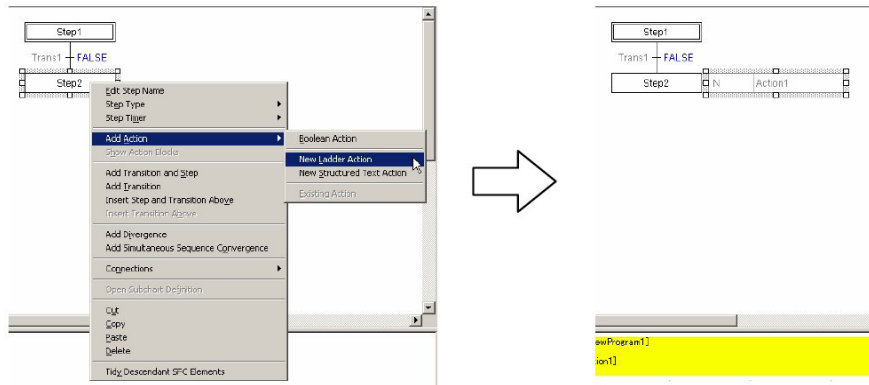 Step1
Trans1 FALSE
Step2
Edit Step Name
Step Type
Step Timer
Add Action
Show Action Blocks
Add Transition and Step
Add Transition
Insert Step and Transition Above
Insert Transition Above
Add Divergence
Add Simultaneous Sequence Convergence
Connections
Open Subchart Definition
Cut
Copy
Paste
Delete
Tidy Descendant SFC Elements
Boolean Action
New Ladder Action
New Structured Text Action
Existing Action
Step1
Trans1 FALSE
Step2 N Action1
ewProgram1]
ion1]